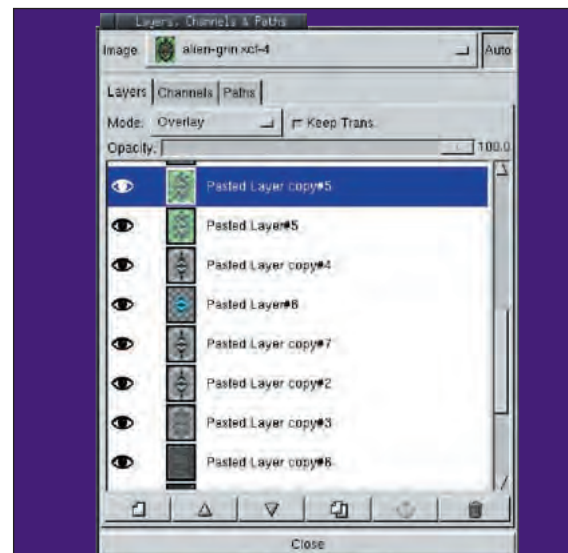 Layers, Channels & Paths
Image: alien-grin.xcf-4 Auto
Layers Channels Paths
Mode: Overlay Keep Trans.
Opacity: 100.0
Pasted Layer copy#5
Pasted Layer#5
Pasted Layer copy#4
Pasted Layer#6
Pasted Layer copy#7
Pasted Layer copy#2
Pasted Layer copy#3
Pasted Layer copy#6
Close